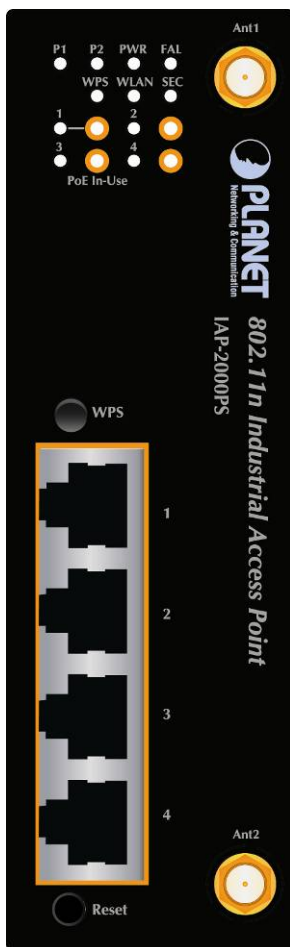 Ant1
P1 P2 PWR FAL
WPS WLAN SEC
1 2
3 4
PoE In-Use
PLANET
Networking & Communication
802.11n Industrial Access Point
IAP-2000PS
WPS
1
2
3
4
Ant2
Reset